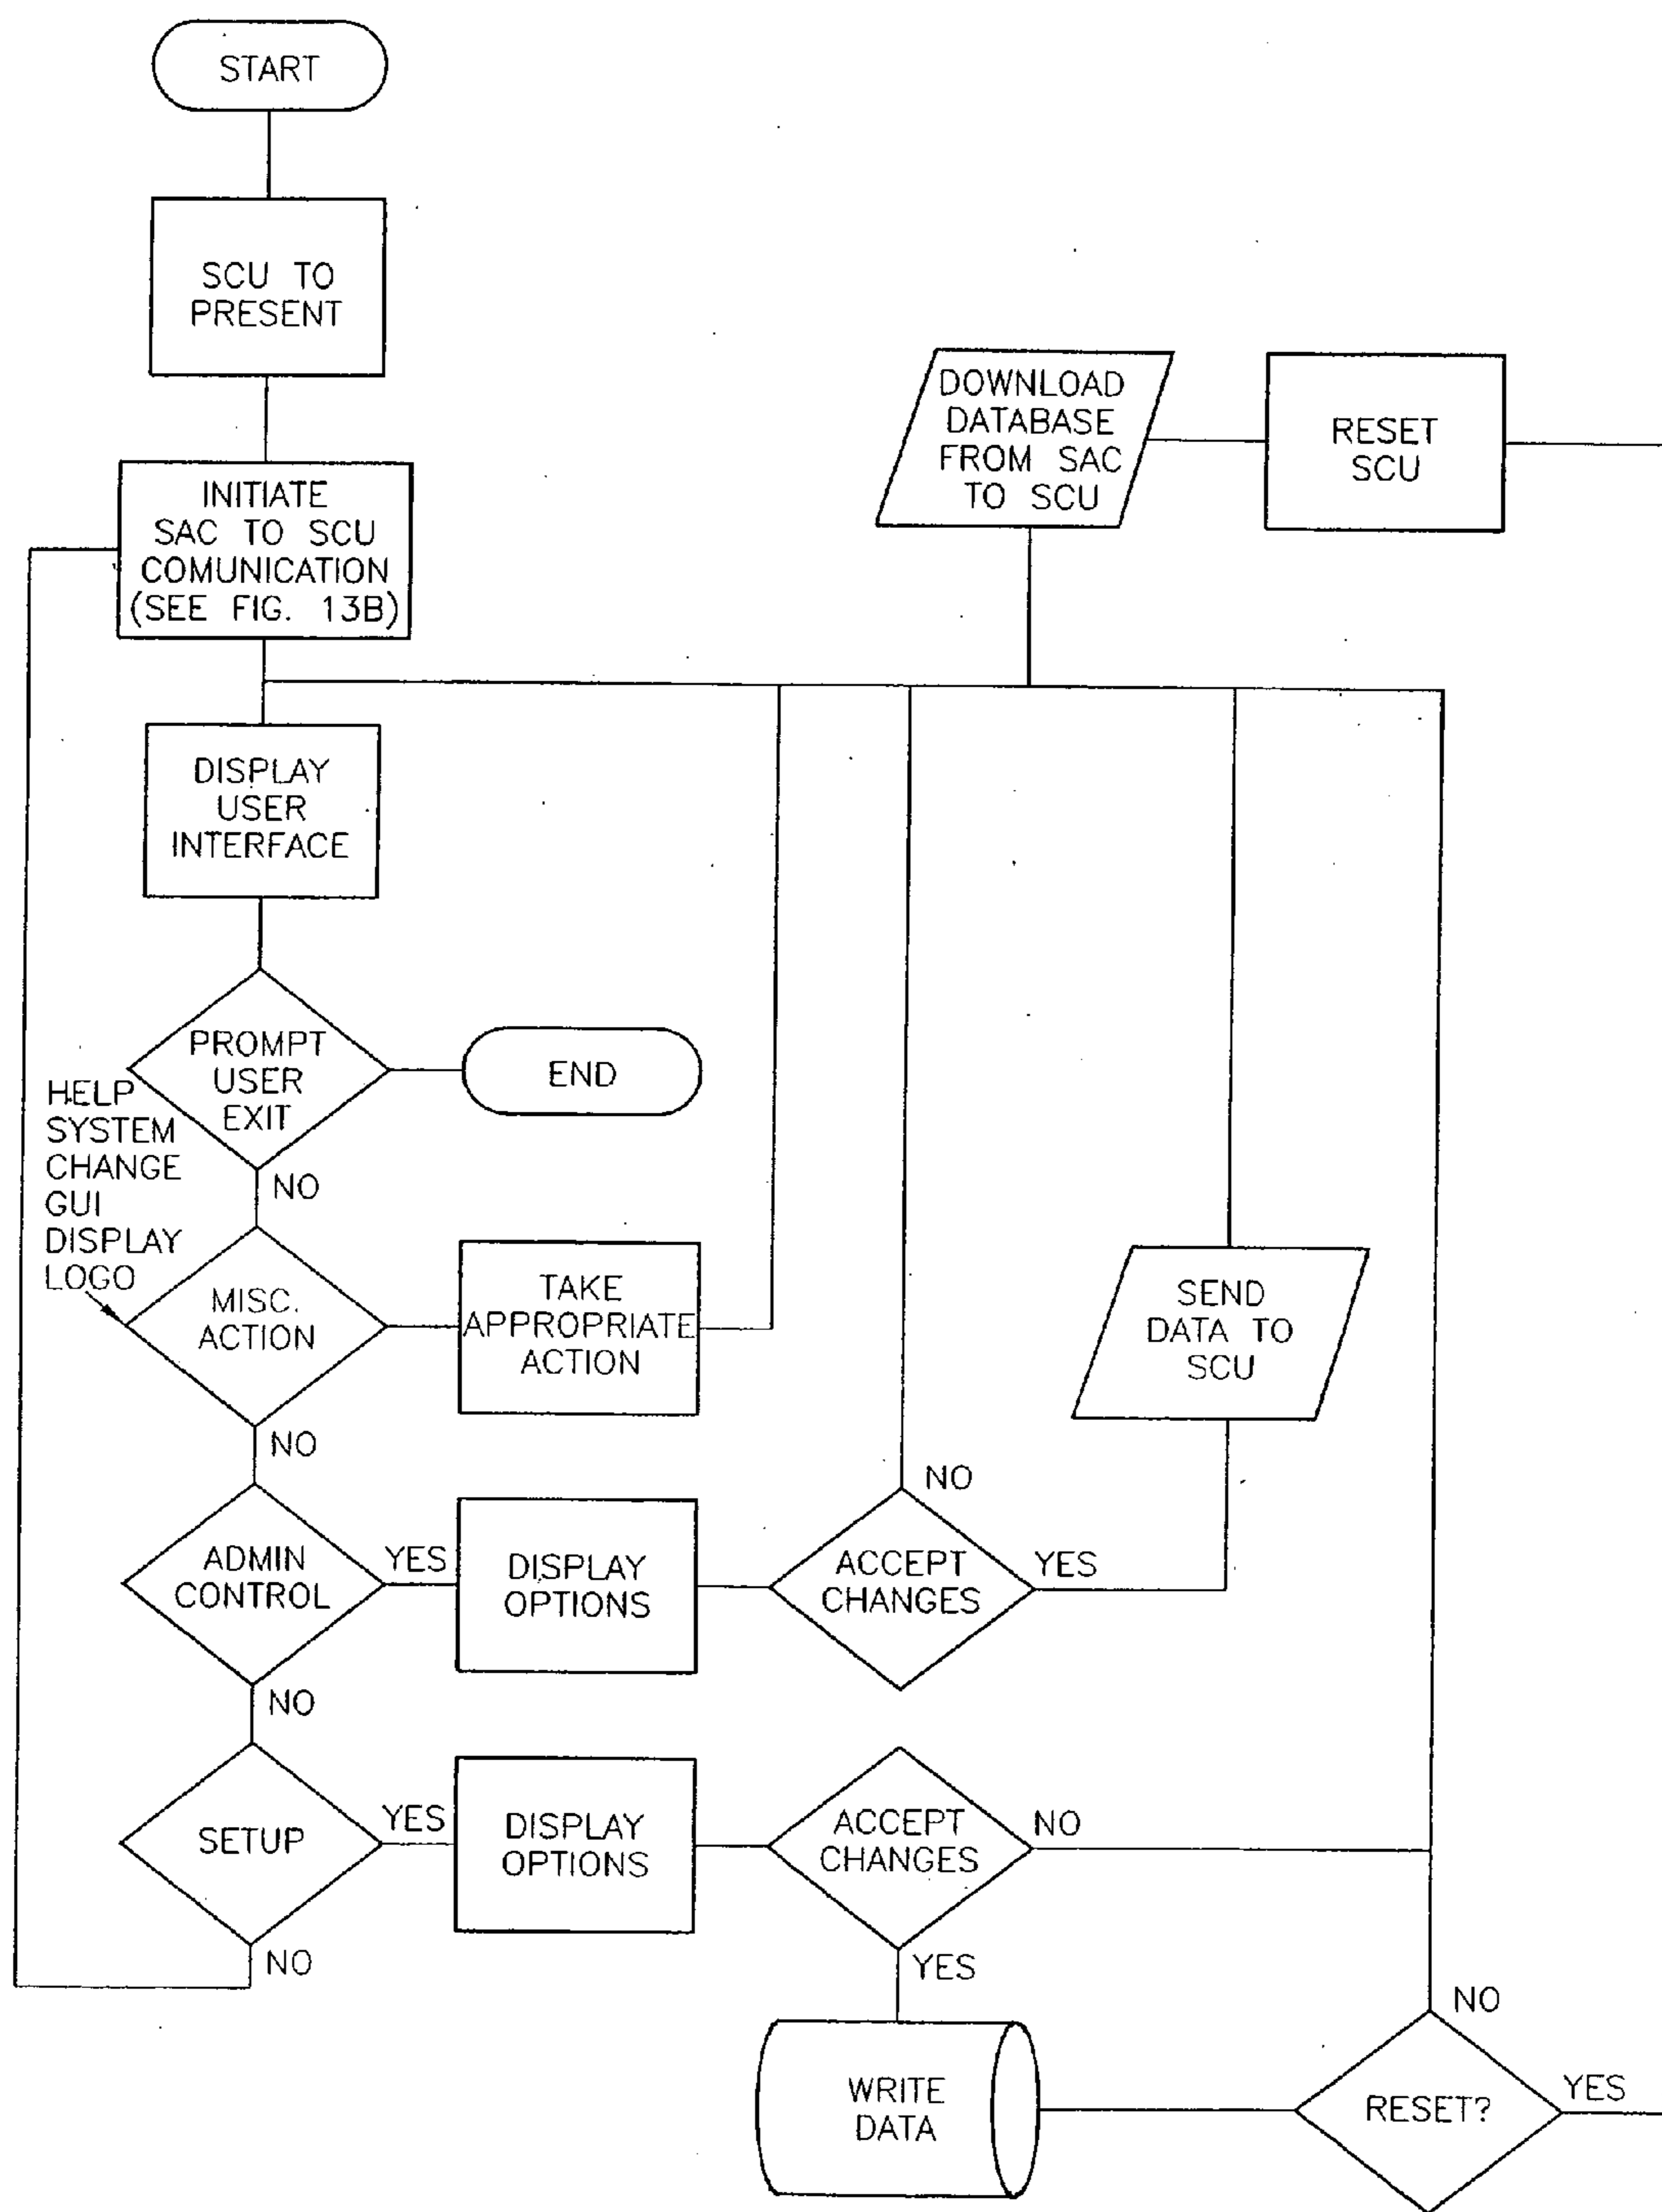 START
SCU TO
PRESENT
INITIATE
SAC TO SCU
COMUNICATION
(SEE FIG. 13B)
DOWNLOAD
DATABASE
FROM SAC
TO SCU
RESET
SCU
DISPLAY
USER
INTERFACE
PROMPT
USER
EXIT
END
NO
HELP
SYSTEM
CHANGE
GUI
DISPLAY
LOGO
MISC.
ACTION
TAKE
APPROPRIATE
ACTION
SEND
DATA TO
SCU
NO
ADMIN
CONTROL
YES
DISPLAY
OPTIONS
NO
ACCEPT
CHANGES
YES
NO
SETUP
YES
DISPLAY
OPTIONS
ACCEPT
CHANGES
NO
NO
YES
WRITE
DATA
NO
RESET?
YES